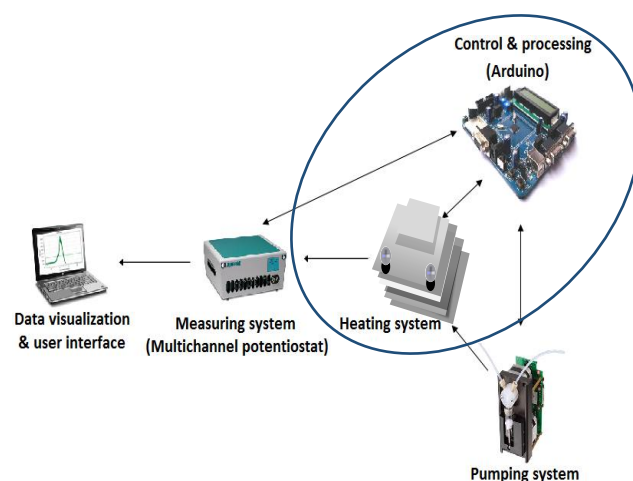 Control & processing
(Arduino)
Data visualization
& user interface
Measuring system
(Multichannel potentiostat)
Heating system
Pumping system